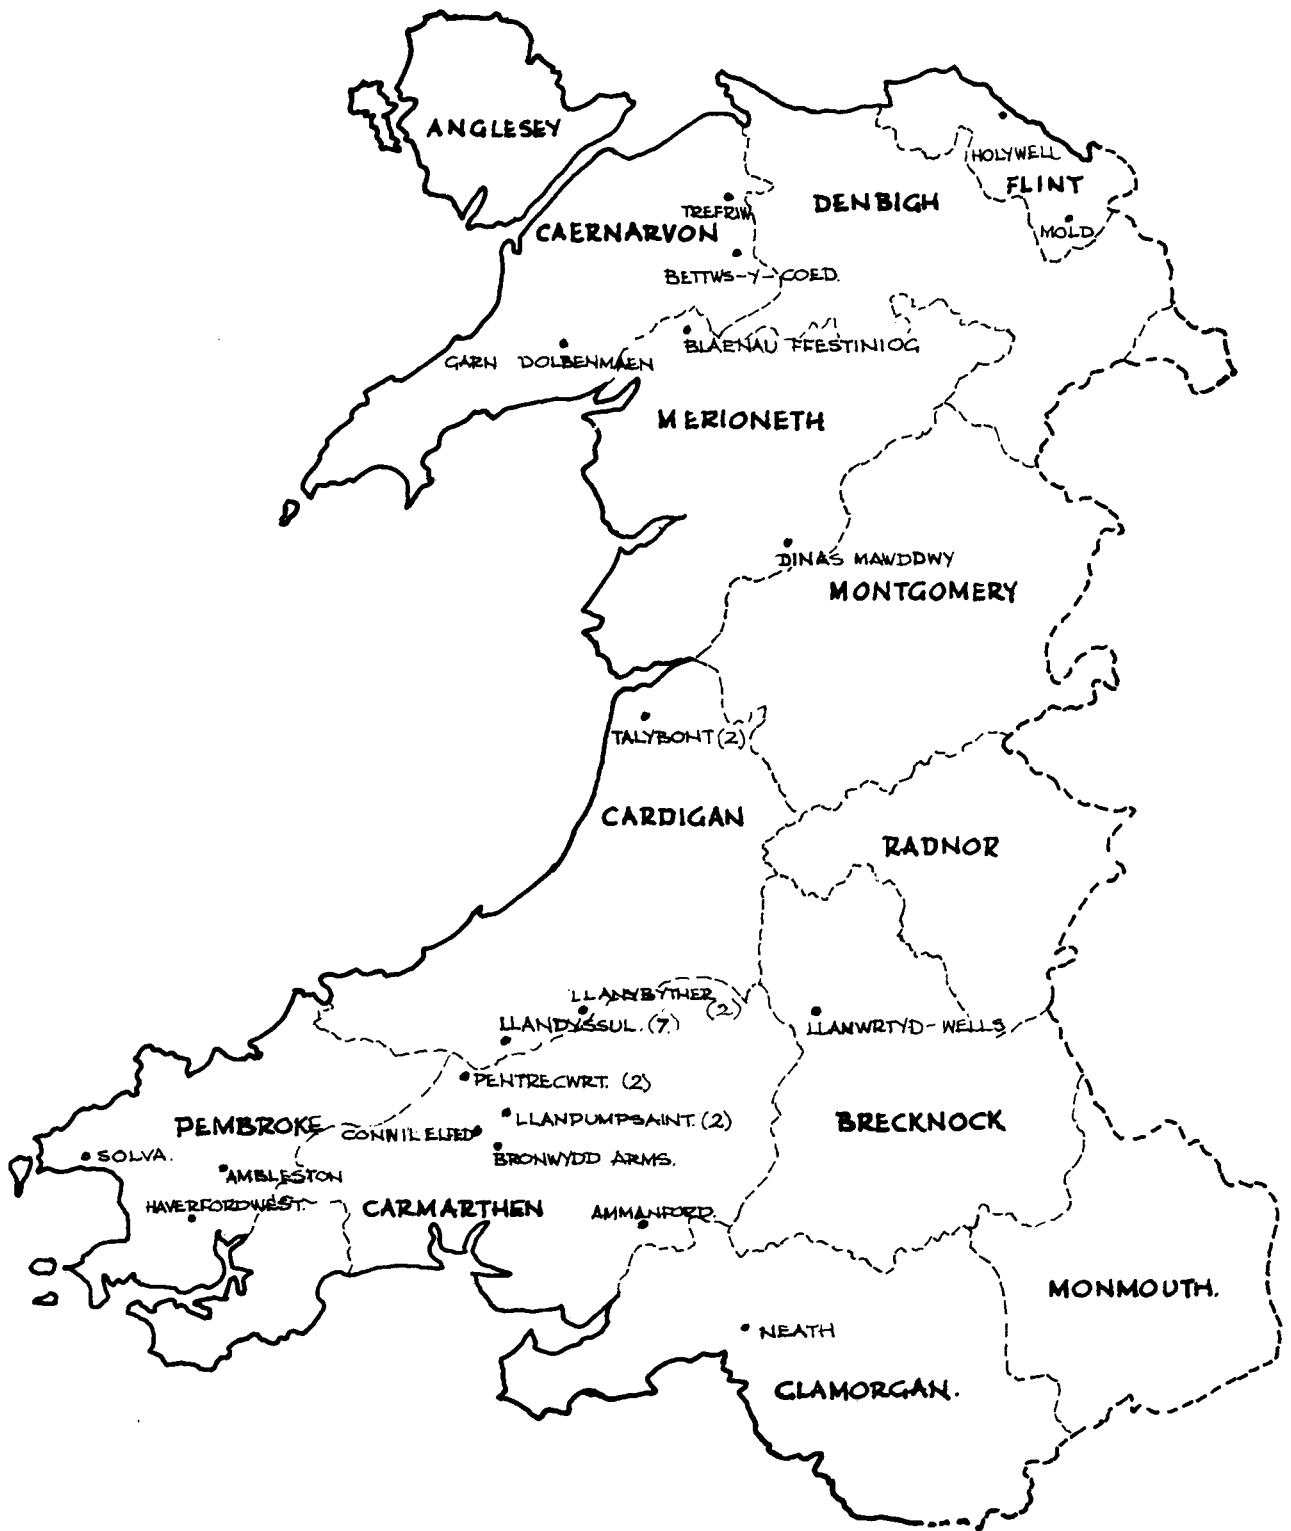 ANGLESEY
HOLYWELL
FLINT
DENBIGH
TREFRIW
CAERNARVON
MOLD
BETTWS-Y-COED.
BLAENAU FFESTINIOG
GARN DOLBENMAEN
MERIONETH
DINAS MAWDDWY
MONTGOMERY
TALYBONT (2)
CARDIGAN
RADNOR
LLANYBYTHER
(2)
LLANDYSSUL. (7)
LLANWRTYD-WELLS
PENTRECWRT. (2)
LLANPUMPSAINT. (2)
PEMBROKE
BRECKNOCK
CONWIL ELFED
SOLVA.
BRONWYDD ARMS.
AMBLESTON
HAVERFORDWEST.
CARMARTHEN
AMMANFORD.
MONMOUTH.
NEATH
GLAMORGAN.